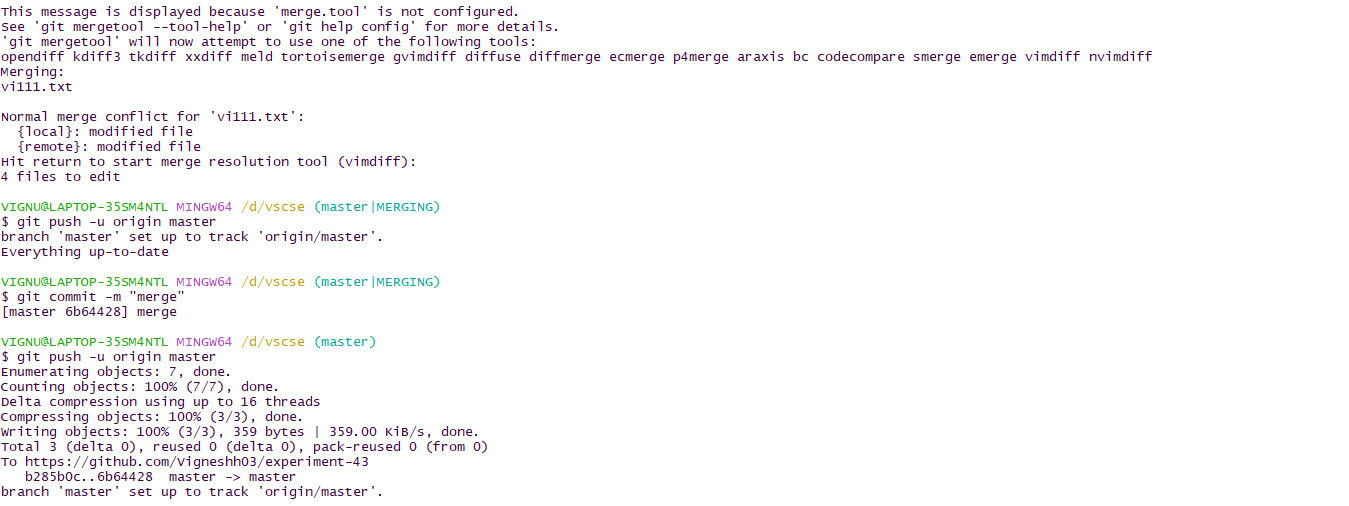 This message is displayed because 'merge.tool' is not configured.
See 'git mergetool --tool-help' or 'git help config' for more details.
'git mergetool' will now attempt to use one of the following tools:
opendiff kdiff3 tkdiff xxdiff meld tortoisemerge gvimdiff diffuse diffmerge ecmerge p4merge araxis bc codecompare smerge emerge vimdiff nvimdiff
Merging:
vi111.txt

Normal merge conflict for 'vi111.txt':
  {local}: modified file
  {remote}: modified file
Hit return to start merge resolution tool (vimdiff):
4 files to edit

VIGNU@LAPTOP-35SM4NTL MINGW64 /d/vscse (master|MERGING)
$ git push -u origin master
branch 'master' set up to track 'origin/master'.
Everything up-to-date

VIGNU@LAPTOP-35SM4NTL MINGW64 /d/vscse (master|MERGING)
$ git commit -m "merge"
[master 6b64428] merge

VIGNU@LAPTOP-35SM4NTL MINGW64 /d/vscse (master)
$ git push -u origin master
Enumerating objects: 7, done.
Counting objects: 100% (7/7), done.
Delta compression using up to 16 threads
Compressing objects: 100% (3/3), done.
Writing objects: 100% (3/3), 359 bytes | 359.00 KiB/s, done.
Total 3 (delta 0), reused 0 (delta 0), pack-reused 0 (from 0)
To https://github.com/Vigneshh03/experiment-43
   b285b0c..6b64428  master -> master
branch 'master' set up to track 'origin/master'.